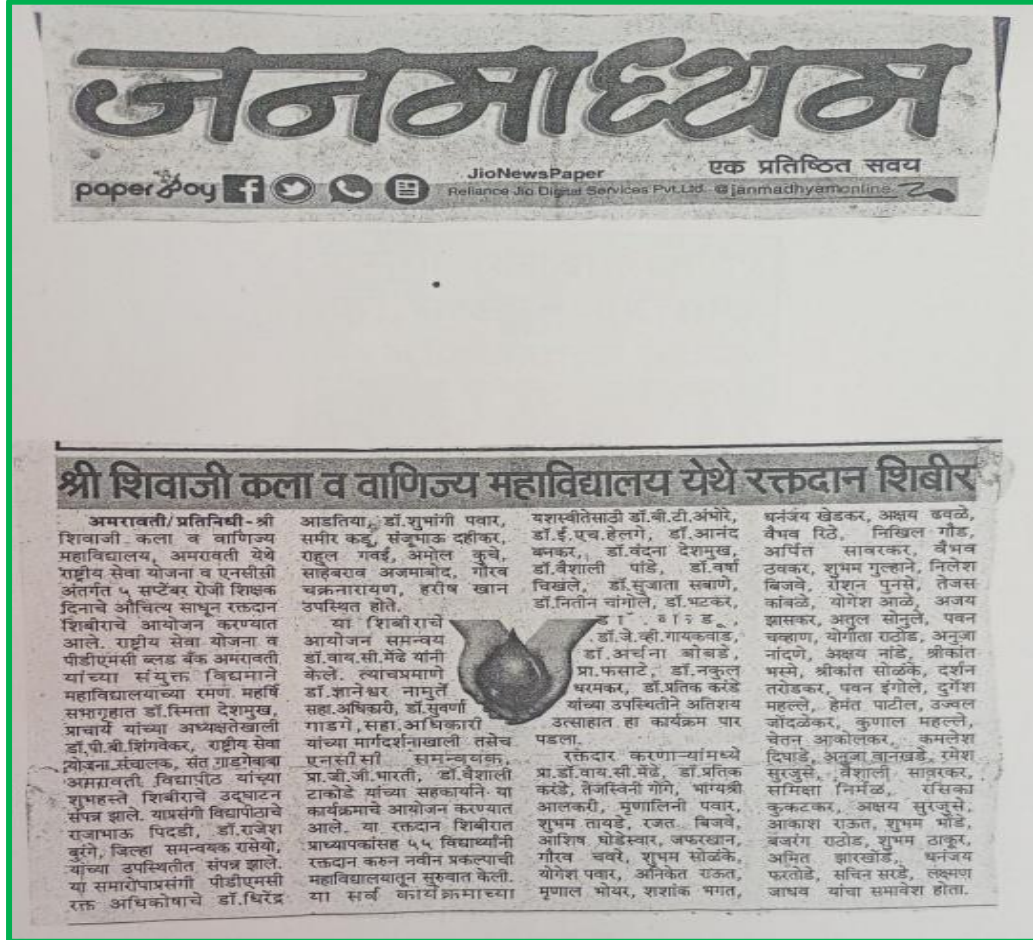 जनमाध्यम
एक प्रतिष्ठित सवय
paperBoy
JioNewsPaper
Reliance Jio Digital Services Pvt.Ltd. @janmadhyamonline
श्री शिवाजी कला व वाणिज्य महाविद्यालय येथे रक्तदान शिबीर
अमरावती/प्रतिनिधी-श्री
शिवाजी कला व वाणिज्य
महाविद्यालय, अमरावती येथे
राष्ट्रीय सेवा योजना व एनसीसी
अंतर्गत ५ सप्टेंबर रोजी शिक्षक
दिनाचे औचित्य साधून रक्तदान
शिबीराचे आयोजन करण्यात
आले. राष्ट्रीय सेवा योजना व
पीडीएमसी ब्लड बँक अमरावती
यांच्या संयुक्त विद्यमाने
महाविद्यालयाच्या रमण महर्षि
सभागृहात डॉ.स्मिता देशमुख,
प्राचार्य यांच्या अध्यक्षतेखाली
डॉ.पी.बी.शिंगवेकर, राष्ट्रीय सेवा
योजना संचालक, संत गाडगेबाबा
अमरावती विद्यापीठ यांच्या
शुभहस्ते शिबीराचे उद्घाटन
संपन्न झाले. याप्रसंगी विद्यापीठाचे
राजाभाऊ पिदडी, डॉ.राजेश
बुरंगे, जिल्हा समन्वयक रासेयो,
यांच्या उपस्थितीत संपन्न झाले.
या समारोपाप्रसंगी पीडीएमसी
रक्त अधिकोषाचे डॉ.धिरेंद्र
आडतिया, डॉ.शुभांगी पवार,
समीर कडू, संजूभाऊ दहीकर,
राहुल गवई, अमोल कुचे,
साहेबराव अजमाबोद, गौरव
चक्रनारायण, हरीष खान
उपस्थित होते.
या शिबीराचे
आयोजन समन्वय
डॉ.वाय.सी.मेंढे यांनी
केले. त्याचप्रमाणे
डॉ.ज्ञानेश्वर नामुर्ते
सहा.अधिकारी, डॉ.सुवर्णा
गाडगे,सहा.अधिकारी
यांच्या मार्गदर्शनाखाली तसेच
एनसीसी समन्वयक,
प्रा.जी.जी.भारती, डॉ.वैशाली
टाकोडे यांच्या सहकार्याने या
कार्यक्रमाचे आयोजन करण्यात
आले. या रक्तदान शिबीरात
प्राध्यापकांसह ५५ विद्यार्थ्यांनी
रक्तदान करुन नवीन प्रकल्पाची
महाविद्यालयातून सुरुवात केली.
या सर्व कार्यक्रमाच्या
यशस्वीतेसाठी डॉ.बी.टी.अंभोरे,
डॉ.ई.एच.हेलगे, डॉ.आनंद
बनकर, डॉ.वंदना देशमुख,
डॉ.वैशाली पांडे, डॉ.वर्षा
चिखले, डॉ.सुजाता सबाणे,
डॉ.नितीन चांगोले, डॉ.भटकर,
डॉ.जे.व्ही.गायकवाड,
डॉ.अर्चना बोबडे,
प्रा.फसाटे, डॉ.नकुल
धरमकर, डॉ.प्रतिक करडे
यांच्या उपस्थितीने अतिशय
उत्साहात हा कार्यक्रम पार
पडला.
रक्तदार करणाऱ्यांमध्ये
प्रा.डॉ.वाय.सी.मेंढे, डॉ.प्रतिक
करडे, तेजस्विनी गोगे, भाग्यश्री
आलकरी, मृणालिनी पवार,
शुभम तायडे, रजत बिजवे,
आशिष घोडेस्वार, जफरखान,
गौरव चवरे, शुभम सोळंके,
योगेश पवार, अनिकेत राऊत,
मृणाल भोयर, शशांक भगत,
धनंजय खेडकर, अक्षय ढवळे,
वैभव रिठे, निखिल गौड,
अर्पित सावरकर, वैभव
ठवकर, शुभम गुल्हाने, निलेश
बिजवे, रोशन पुनसे, तेजस
कांबळे, योगेश आळे, अजय
झासकर, अतुल सोनुले, पवन
चव्हाण, योगीता राठोड, अनुजा
नांदणे, अक्षय नांडे, श्रीकांत
भस्मे, श्रीकांत सोळंके, दर्शन
तरोडकर, पवन इंगोले, दुर्गेश
महल्ले, हेमंत पाटील, उज्वल
जोंदळेकर, कुणाल महल्ले,
चेतन आकोलकर, कमलेश
दिपाडे, अनुजा वानखडे, रमेश
सुरजुसे, वैशाली सावरकर,
समिक्षा निर्मळ, रसिका
कुकटकर, अक्षय सुरजुसे,
आकाश राऊत, शुभम भोंडे,
बजरंग राठोड, शुभम ठाकूर,
अमित झारखोडे, धनंजय
फरतोडे, सचिन सरडे, लक्ष्मण
जाधव यांचा समावेश होता.